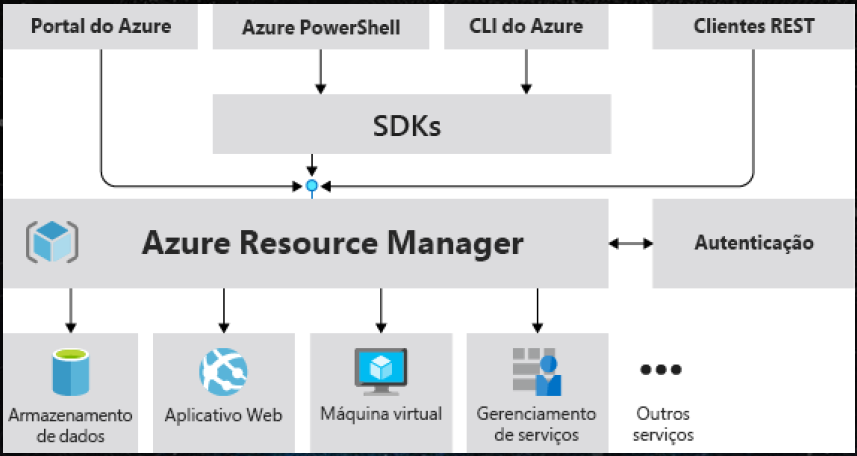 Portal do Azure
Azure PowerShell
CLI do Azure
Clientes REST
SDKs
Azure Resource Manager
Autenticação
Armazenamento
de dados
Aplicativo Web
Máquina virtual
Gerenciamento
de serviços
Outros
serviços